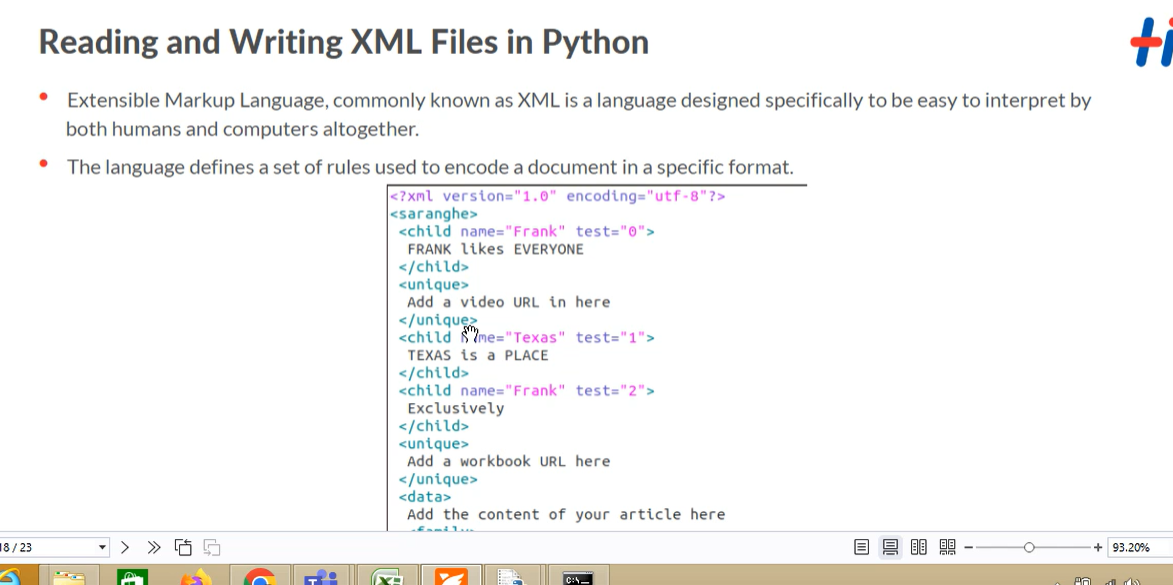 Reading and Writing XML Files in Python
Extensible Markup Language, commonly known as XML is a language designed specifically to be easy to interpret by
both humans and computers altogether.
The language defines a set of rules used to encode a document in a specific format.
<?xml version="1.0" encoding="utf-8"?>
<saranghe>
<child name="Frank" test="0">
FRANK likes EVERYONE
</child>
<unique>
Add a video URL in here
</unique>
<child me="Texas" test="1">
TEXAS is a PLACE
</child>
<child name="Frank" test="2">
Exclusively
</child>
<unique>
Add a workbook URL here
</unique>
<data>
Add the content of your article here
18 / 23
93.20%